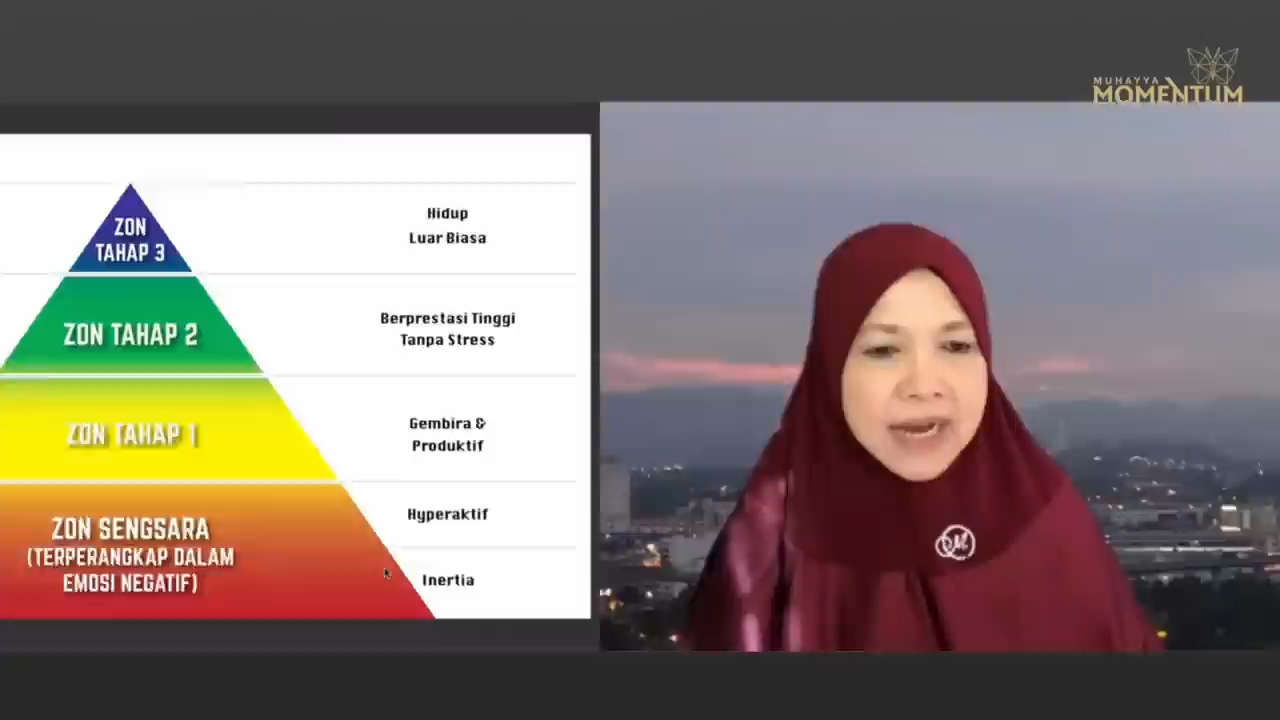 MUHAYYA
MOMENTUM
ZON
TAHAP 3
Hidup
Luar Biasa
ZON TAHAP 2
Berprestasi Tinggi
Tanpa Stress
ZON TAHAP 1
Gembira &
Produktif
ZON SENGSARA
(TERPERANGKAP DALAM
EMOSI NEGATIF)
Hyperaktif
Inertia